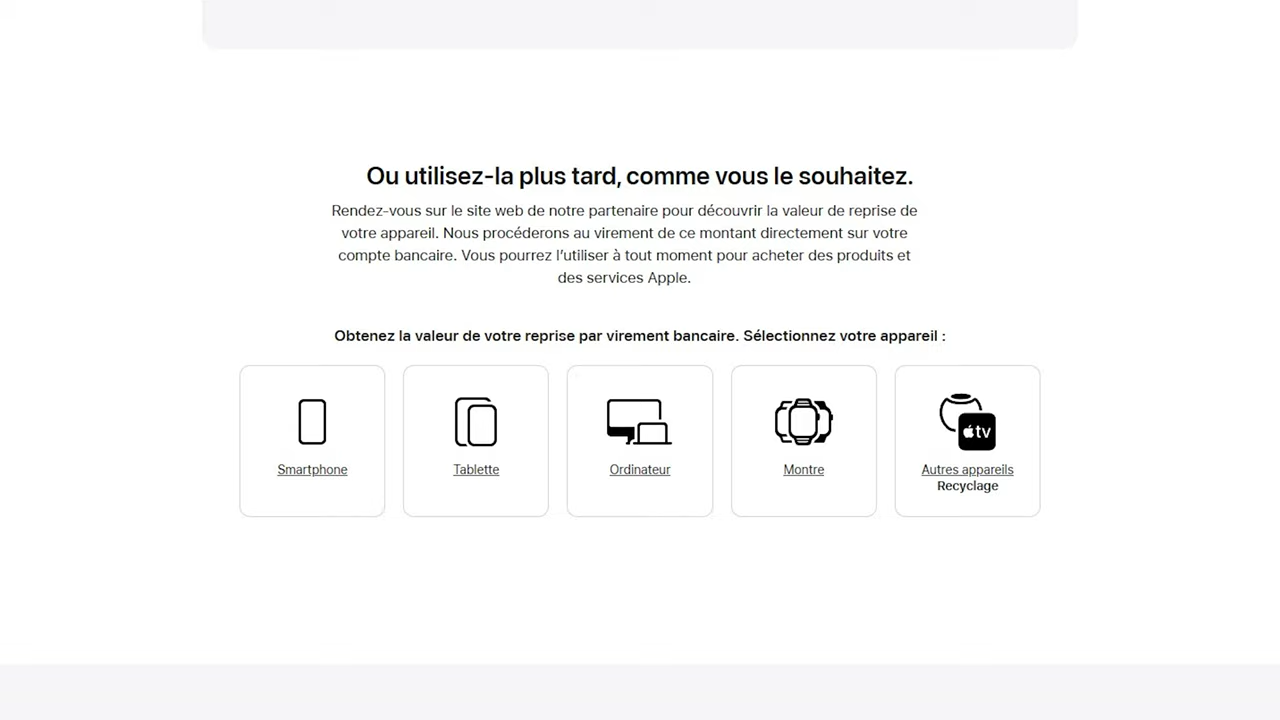 Ou utilisez-la plus tard, comme vous le souhaitez.
Rendez-vous sur le site web de notre partenaire pour découvrir la valeur de reprise de
votre appareil. Nous procéderons au virement de ce montant directement sur votre
compte bancaire. Vous pourrez l’utiliser à tout moment pour acheter des produits et
des services Apple.
Obtenez la valeur de votre reprise par virement bancaire. Sélectionnez votre appareil :
Smartphone
Tablette
Ordinateur
Montre
tv
Autres appareils
Recyclage